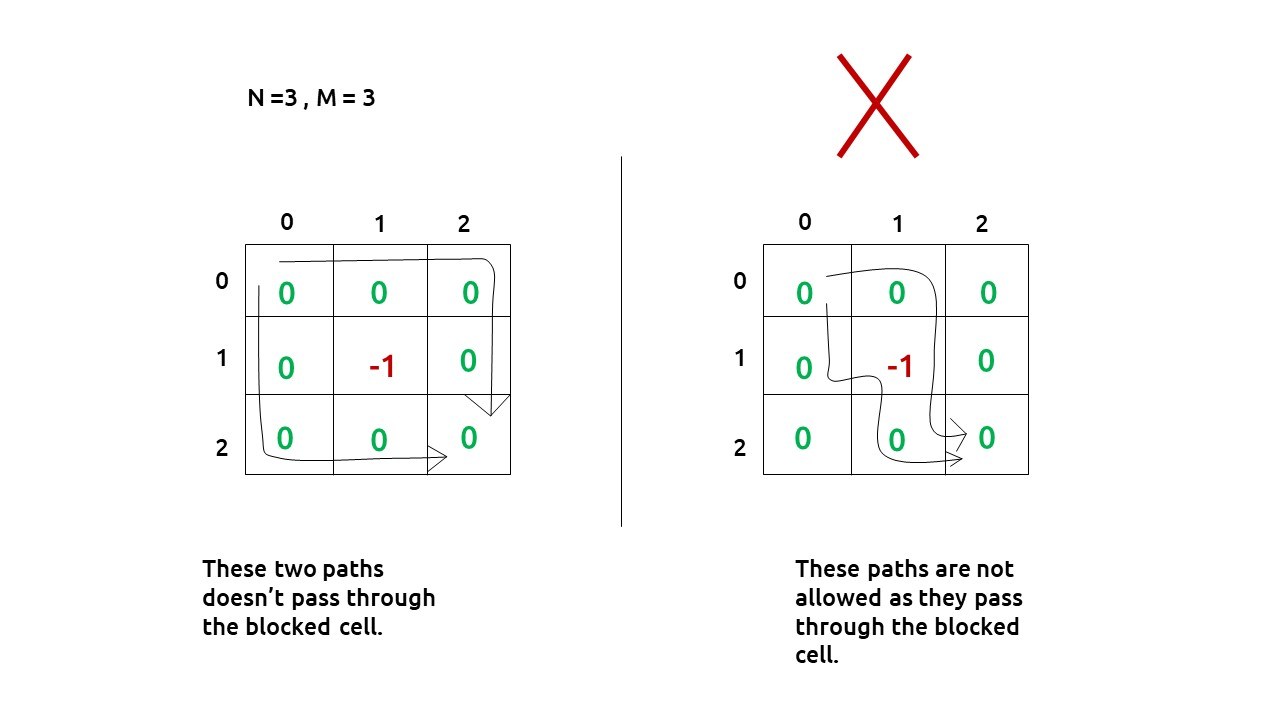 N =3 , M = 3
0 1 2
0 0 0 0
1 0 -1 0
2 0 0 0
These two paths
doesn’t pass through
the blocked cell.
0 1 2
0 0 0 0
1 0 -1 0
2 0 0 0
These paths are not
allowed as they pass
through the blocked
cell.